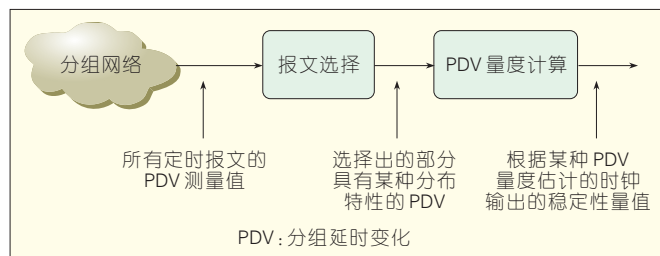 分组网络
报文选择
PDV 量度计算
所有定时报文的
PDV 测量值
选择出的部分
具有某种分布
特性的 PDV
根据某种 PDV
量度估计的时钟
输出的稳定性量值
PDV：分组延时变化